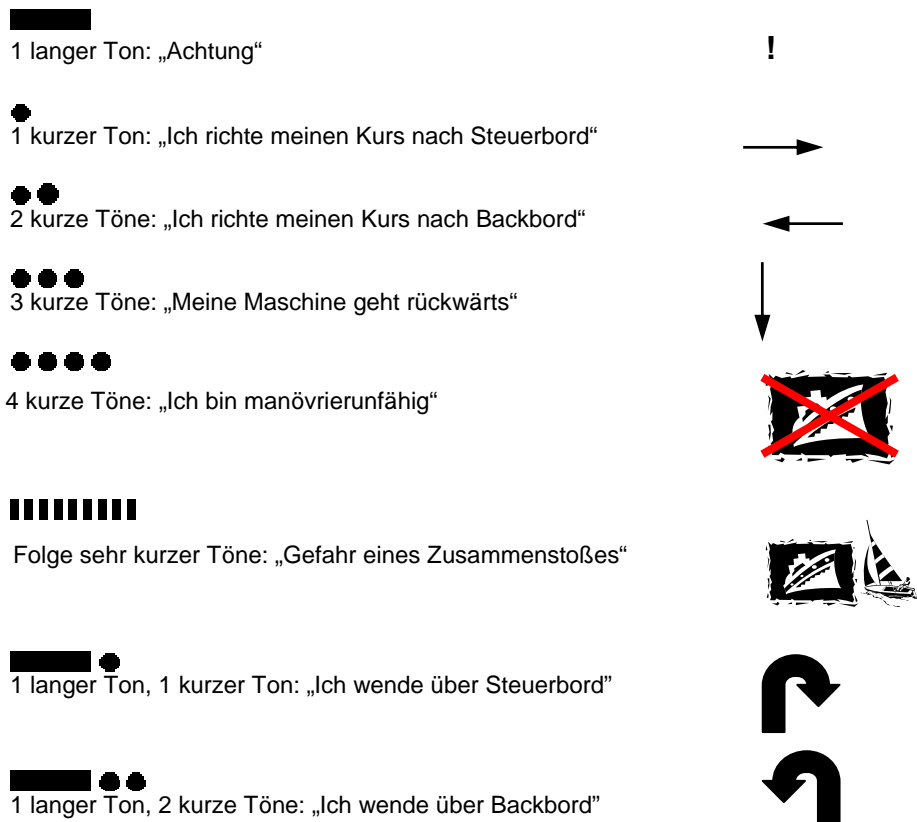 1 langer Ton: „Achtung“
!
1 kurzer Ton: „Ich richte meinen Kurs nach Steuerbord“
2 kurze Töne: „Ich richte meinen Kurs nach Backbord“
3 kurze Töne: „Meine Maschine geht rückwärts“
4 kurze Töne: „Ich bin manövrierunfähig“
Folge sehr kurzer Töne: „Gefahr eines Zusammenstoßes“
1 langer Ton, 1 kurzer Ton: „Ich wende über Steuerbord”
1 langer Ton, 2 kurze Töne: „Ich wende über Backbord”